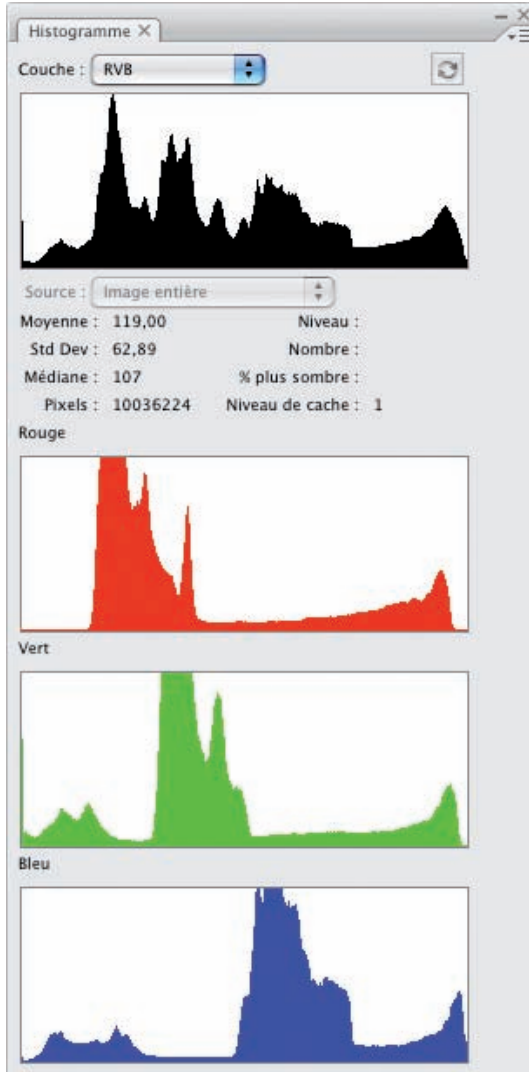 Histogramme
Couche : RVB
Source : Image entière
Moyenne : 119,00 Niveau :
Std Dev : 62,89 Nombre :
Médiane : 107 % plus sombre :
Pixels : 10036224 Niveau de cache : 1
Rouge
Vert
Bleu